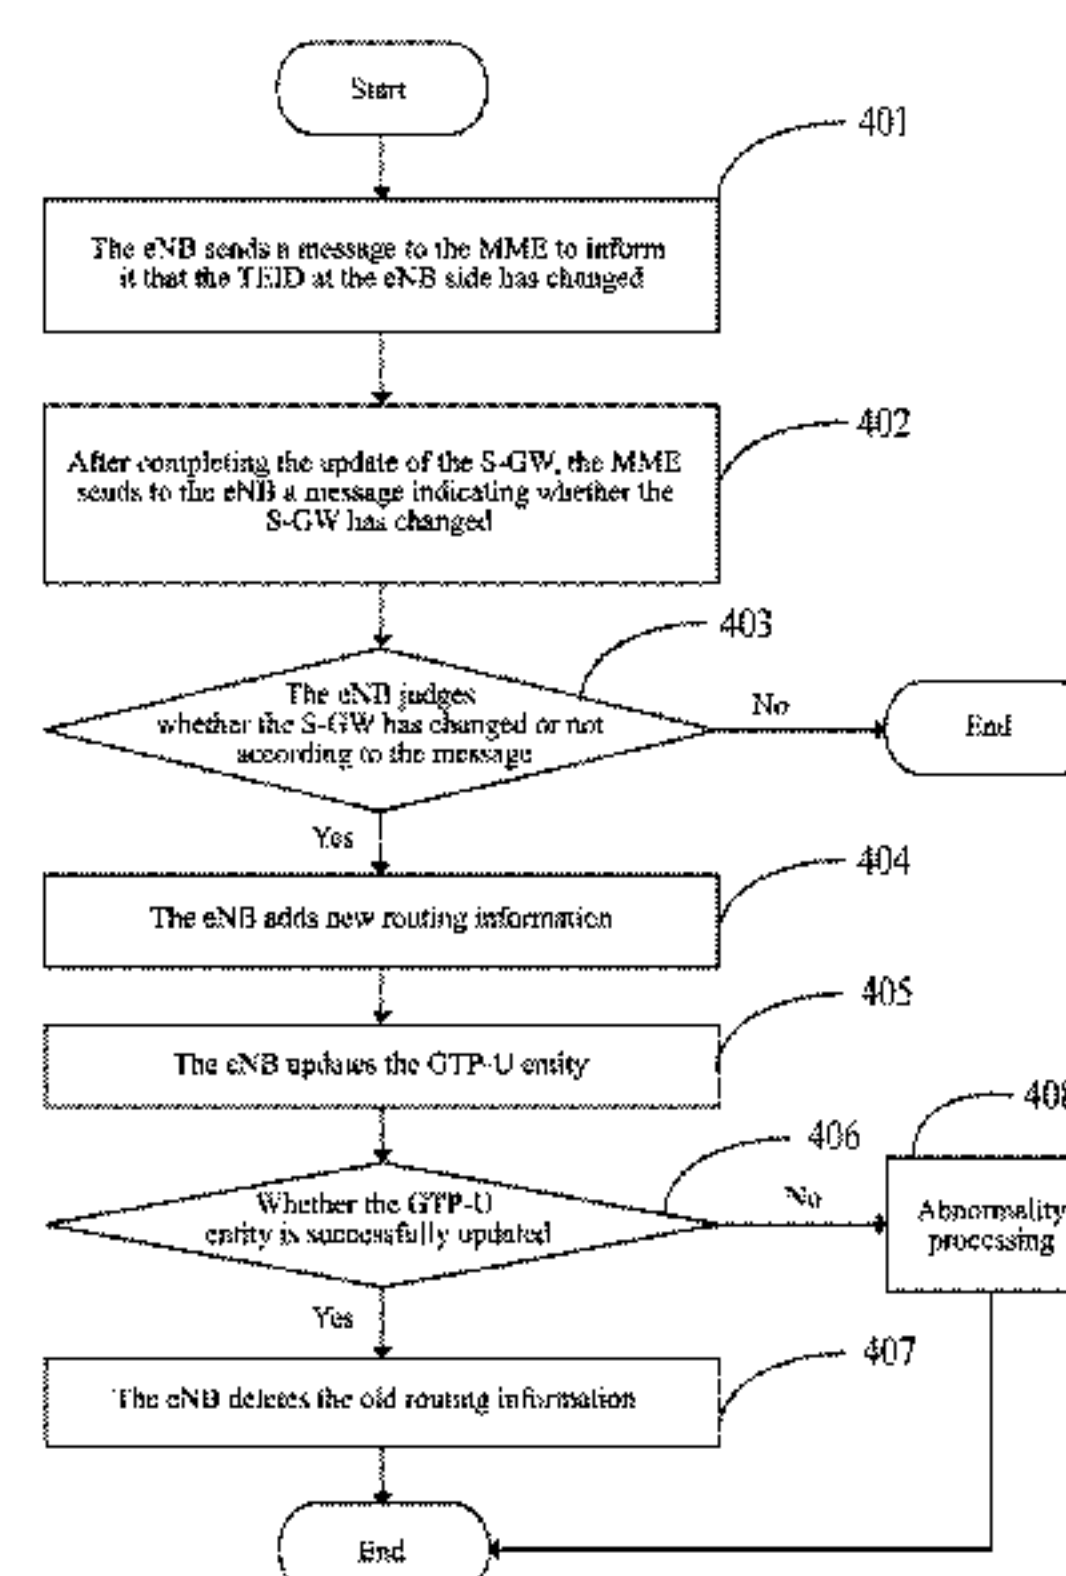 Start
401
The eNB sends a message to the MME to inform
it that the TEID at the eNB side has changed
402
After completing the update of the S-GW, the MME
sends to the eNB a message indicating whether the
S-GW has changed
403
The eNB judges
whether the S-GW has changed or not
according to the message
No
End
Yes
404
The eNB adds new routing information
405
The eNB updates the GTP-U entity
406
408
Whether the GTP-U
entity is successfully updated
No
Abnormality
processing
Yes
407
The eNB deletes the old routing information
End